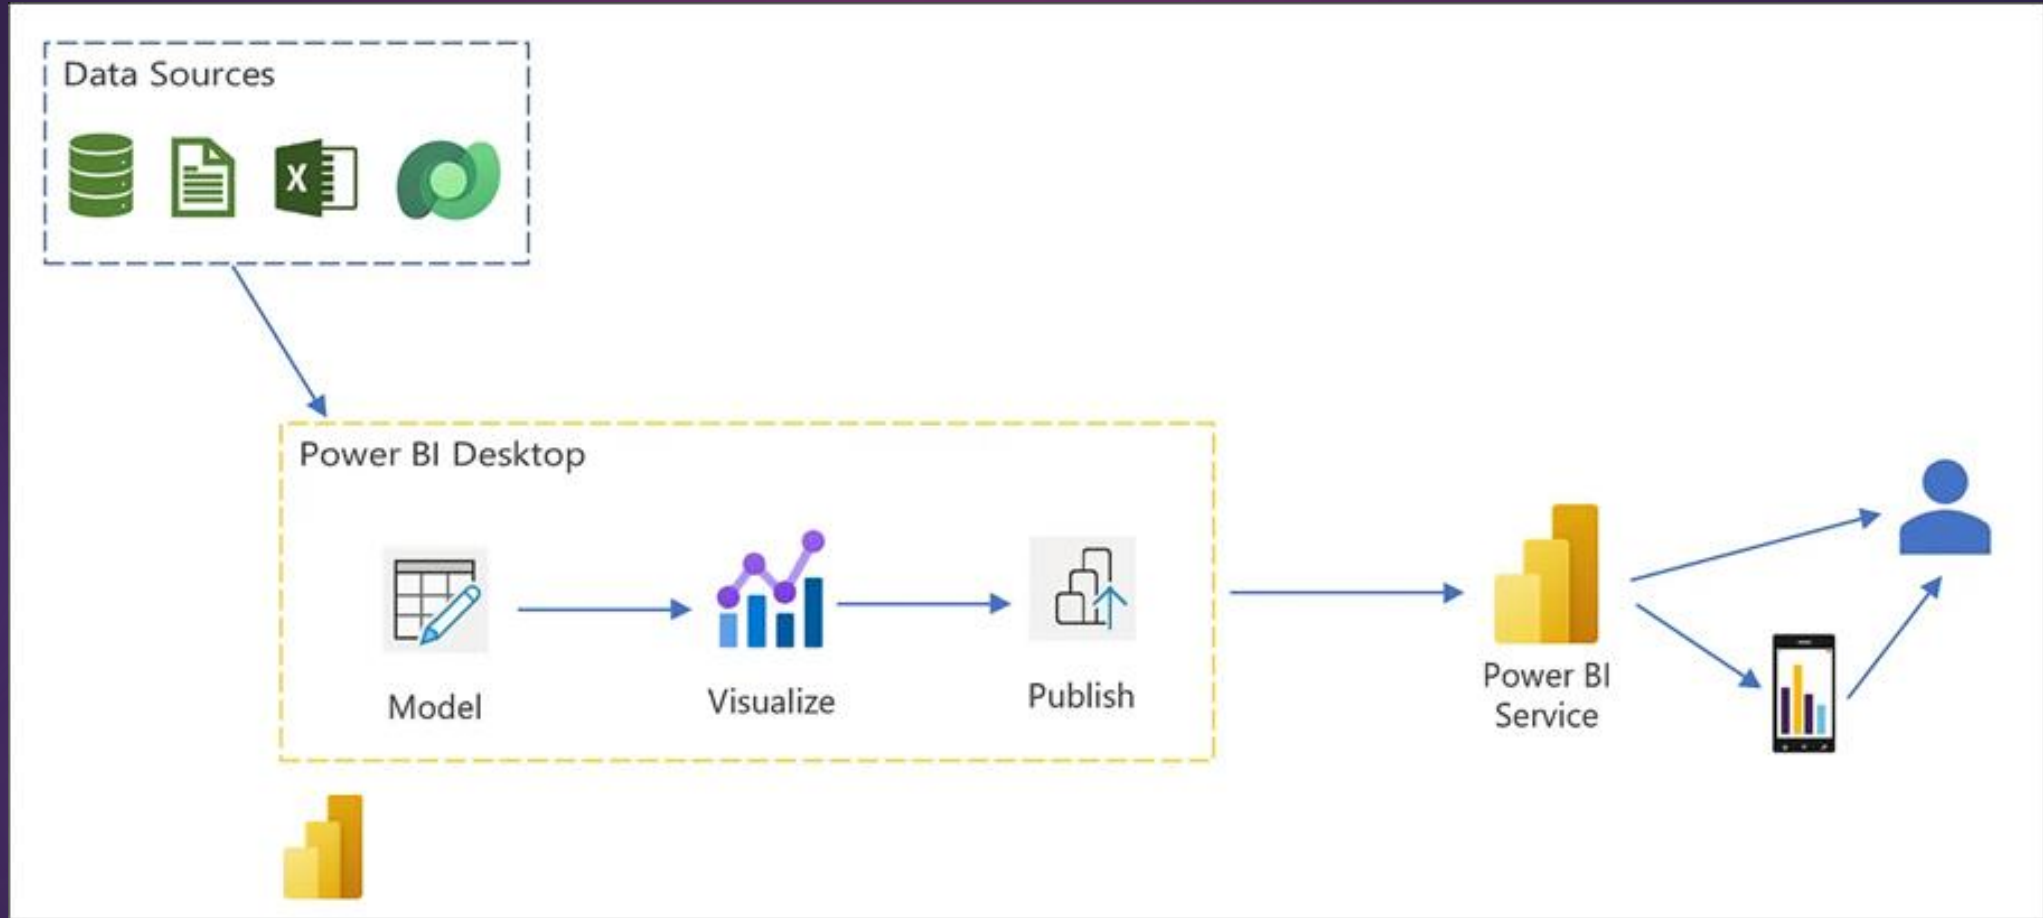 Data Sources
X
Power BI Desktop
Model
Visualize
Publish
Power BI
Service